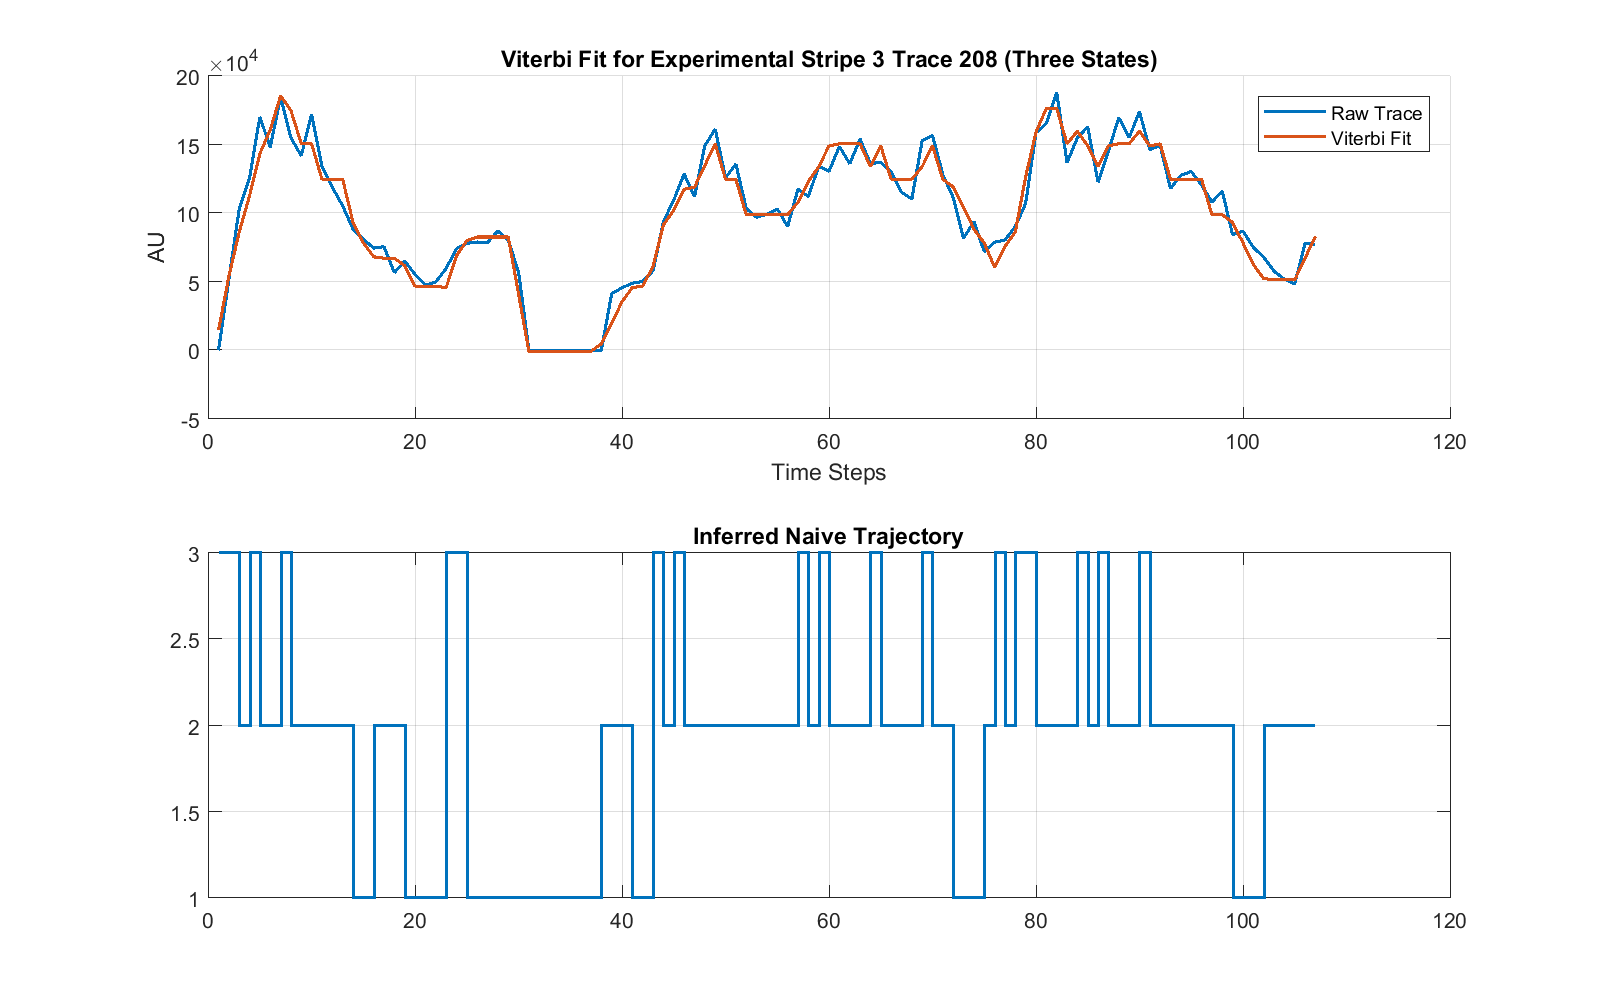 Viterbi Fit for Experimental Stripe 3 Trace 208 (Three States)
×10^4
20
15
10
5
0
-5
AU
0 20 40 60 80 100 120
Time Steps
Raw Trace
Viterbi Fit
Inferred Naive Trajectory
3
2.5
2
1.5
1
0 20 40 60 80 100 120